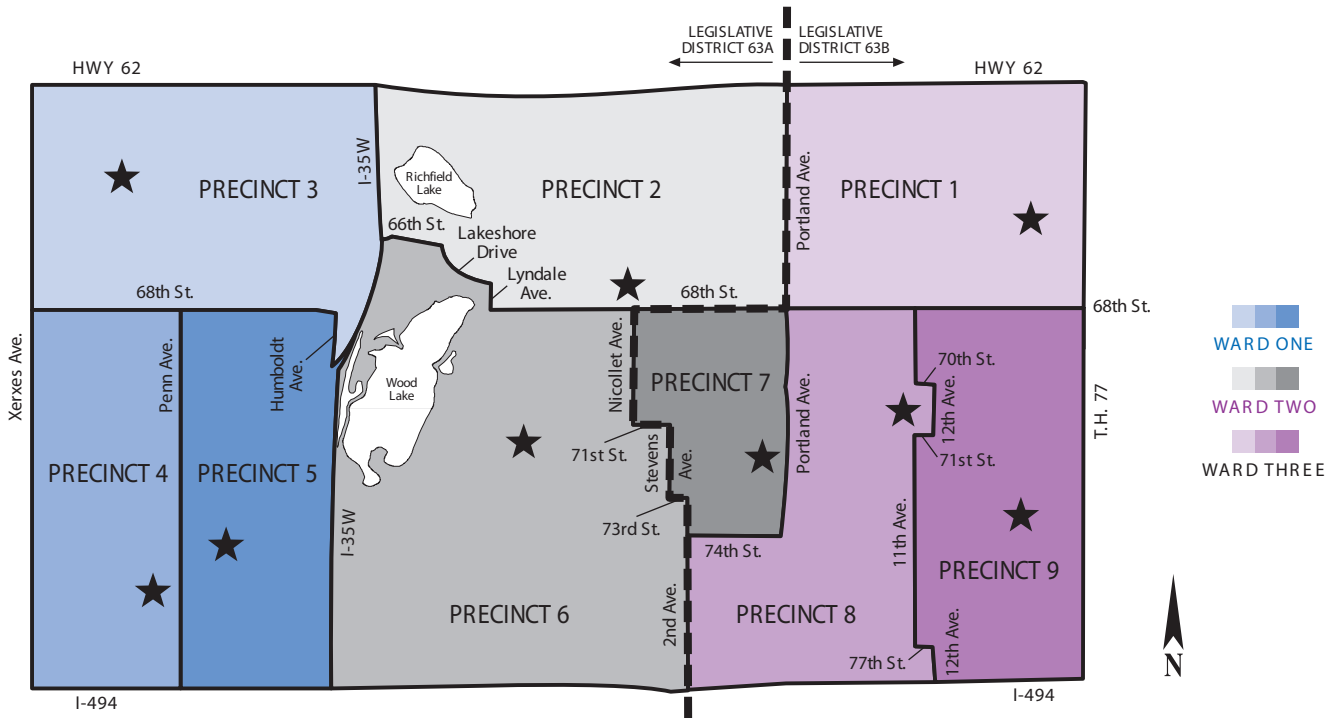 LEGISLATIVE
DISTRICT 63A
LEGISLATIVE
DISTRICT 63B
HWY 62
HWY 62
I-35W
Richfield
Lake
PRECINCT 3
PRECINCT 2
Portland Ave.
PRECINCT 1
66th St.
Lakeshore
Drive
Lyndale
Ave.
68th St.
68th St.
68th St.
Xerxes Ave.
Penn Ave.
Humboldt
Ave.
Wood
Lake
Nicollet Ave.
PRECINCT 7
Portland Ave.
70th St.
12th Ave.
71st St.
T.H. 77
WARD ONE
WARD TWO
WARD THREE
PRECINCT 4
PRECINCT 5
71st St.
Stevens
Ave.
73rd St.
74th St.
I-35W
11th Ave.
PRECINCT 9
PRECINCT 6
2nd Ave.
PRECINCT 8
77th St.
12th Ave.
I-494
I-494
N